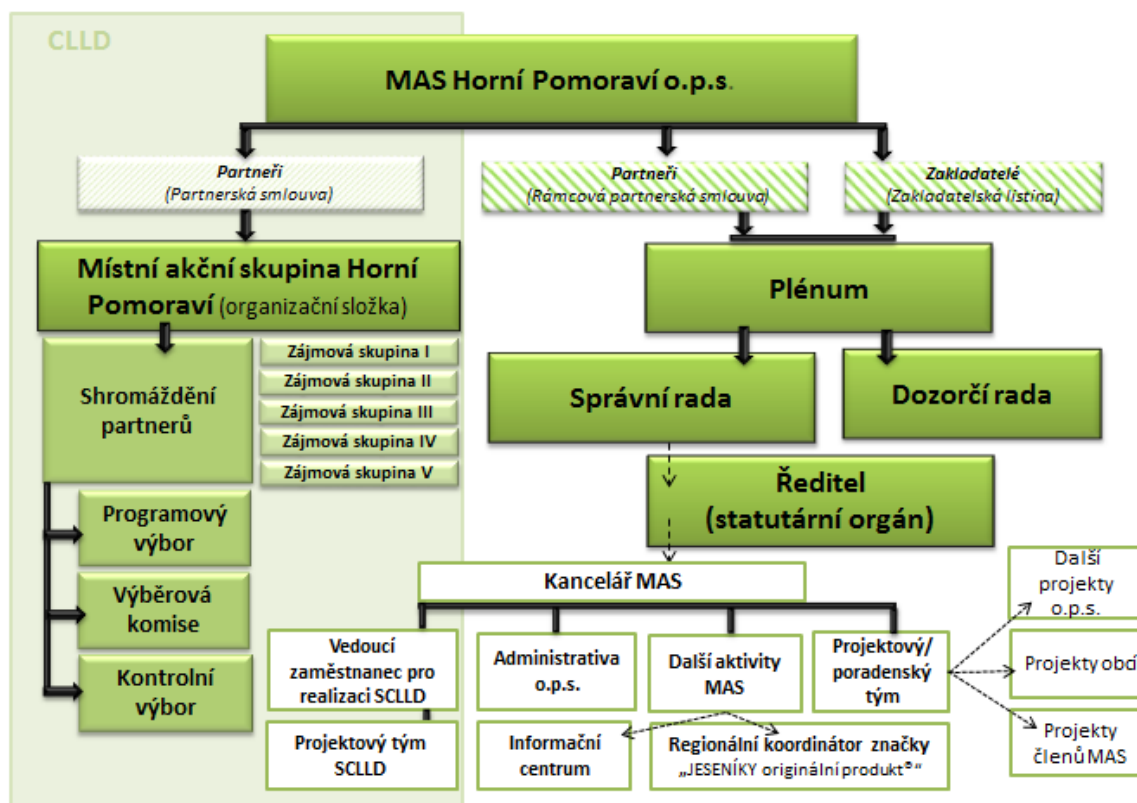 CLLD
MAS Horní Pomoraví o.p.s.
Partneři
(Partnerská smlouva)
Partneři
(Rámcová partnerská smlouva)
Zakladatelé
(Zakladatelská listina)
Místní akční skupina Horní
Pomoraví (organizační složka)
Plénum
Shromáždění
partnerů
Zájmová skupina I
Zájmová skupina II
Zájmová skupina III
Zájmová skupina IV
Zájmová skupina V
Správní rada
Dozorčí rada
Ředitel
(statutární orgán)
Programový
výbor
Výběrová
komise
Kontrolní
výbor
Kancelář MAS
Vedoucí
zaměstnanec pro
realizaci SCLLD
Administrativa
o.p.s.
Další aktivity
MAS
Projektový/
poradenský
tým
Další
projekty
o.p.s.
Projekty obcí
Projekty
členů MAS
Projektový tým
SCLLD
Informační
centrum
Regionální koordinátor značky
„JESENÍKY originální produkt®“